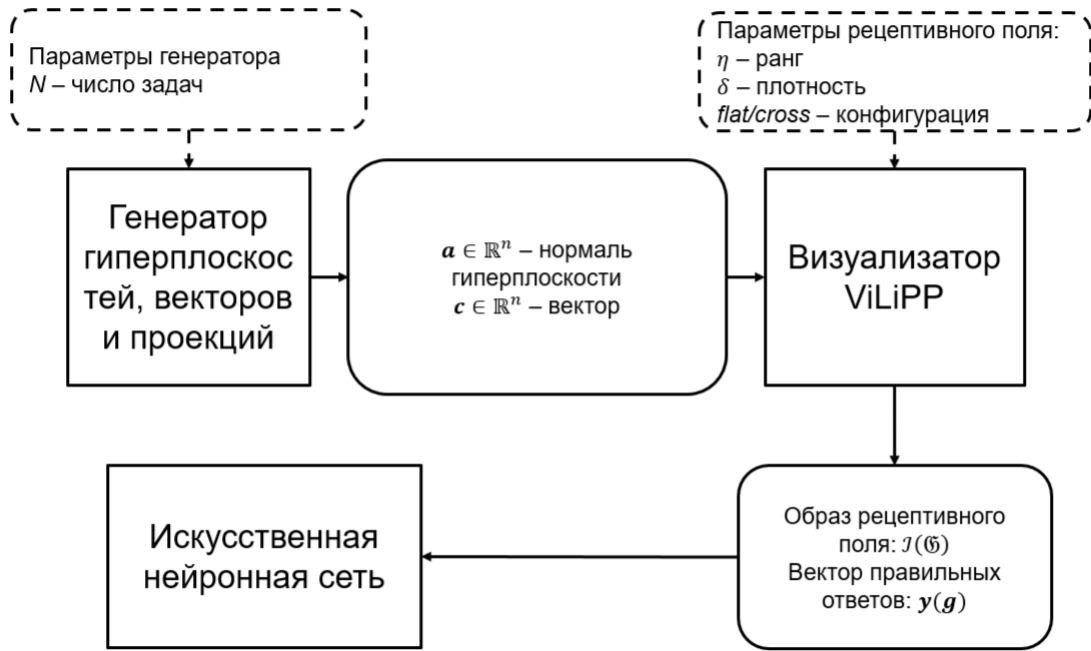 Параметры генератора
N – число задач
Параметры рецептивного поля:
η – ранг
δ – плотность
flat/cross – конфигурация
Генератор
гиперплоскос
тей, векторов
и проекций
a ∈ ℝⁿ – нормаль
гиперплоскости
c ∈ ℝⁿ – вектор
Визуализатор
ViLiPP
Искусственная
нейронная сеть
Образ рецептивного
поля: ℐ(𝔊)
Вектор правильных
ответов: y(g)